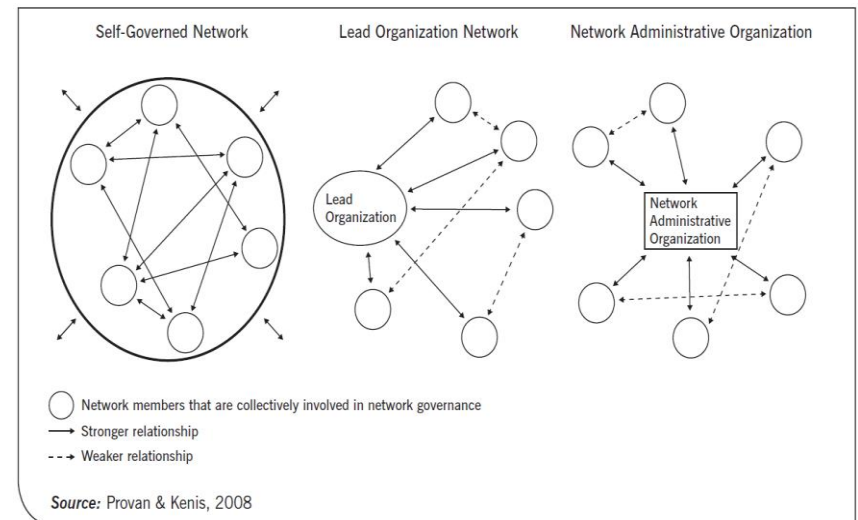 Self-Governed Network
Lead Organization Network
Network Administrative Organization
Lead
Organization
Network
Administrative
Organization
Network members that are collectively involved in network governance
Stronger relationship
Weaker relationship
Source: Provan & Kenis, 2008